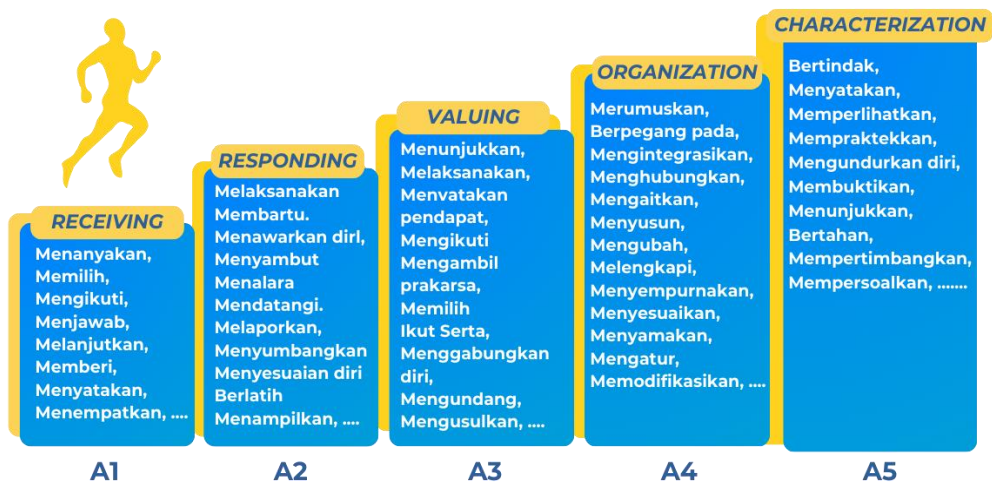 RECEIVING
Menanyakan,
Memilih,
Mengikuti,
Menjawab,
Melanjutkan,
Memberi,
Menyatakan,
Menempatkan, ....
A1
RESPONDING
Melaksanakan
Membartu.
Menawarkan dirl,
Menyambut
Menalara
Mendatangi.
Melaporkan,
Menyumbangkan
Menyesuaian diri
Berlatih
Menampilkan, ....
A2
VALUING
Menunjukkan,
Melaksanakan,
Menvatakan
pendapat,
Mengikuti
Mengambil
prakarsa,
Memilih
Ikut Serta,
Menggabungkan
diri,
Mengundang,
Mengusulkan, ....
A3
ORGANIZATION
Merumuskan,
Berpegang pada,
Mengintegrasikan,
Menghubungkan,
Mengaitkan,
Menyusun,
Mengubah,
Melengkapi,
Menyempurnakan,
Menyesuaikan,
Menyamakan,
Mengatur,
Memodifikasikan, ....
A4
CHARACTERIZATION
Bertindak,
Menyatakan,
Memperlihatkan,
Mempraktekkan,
Mengundurkan diri,
Membuktikan,
Menunjukkan,
Bertahan,
Mempertimbangkan,
Mempersoalkan, .......
A5